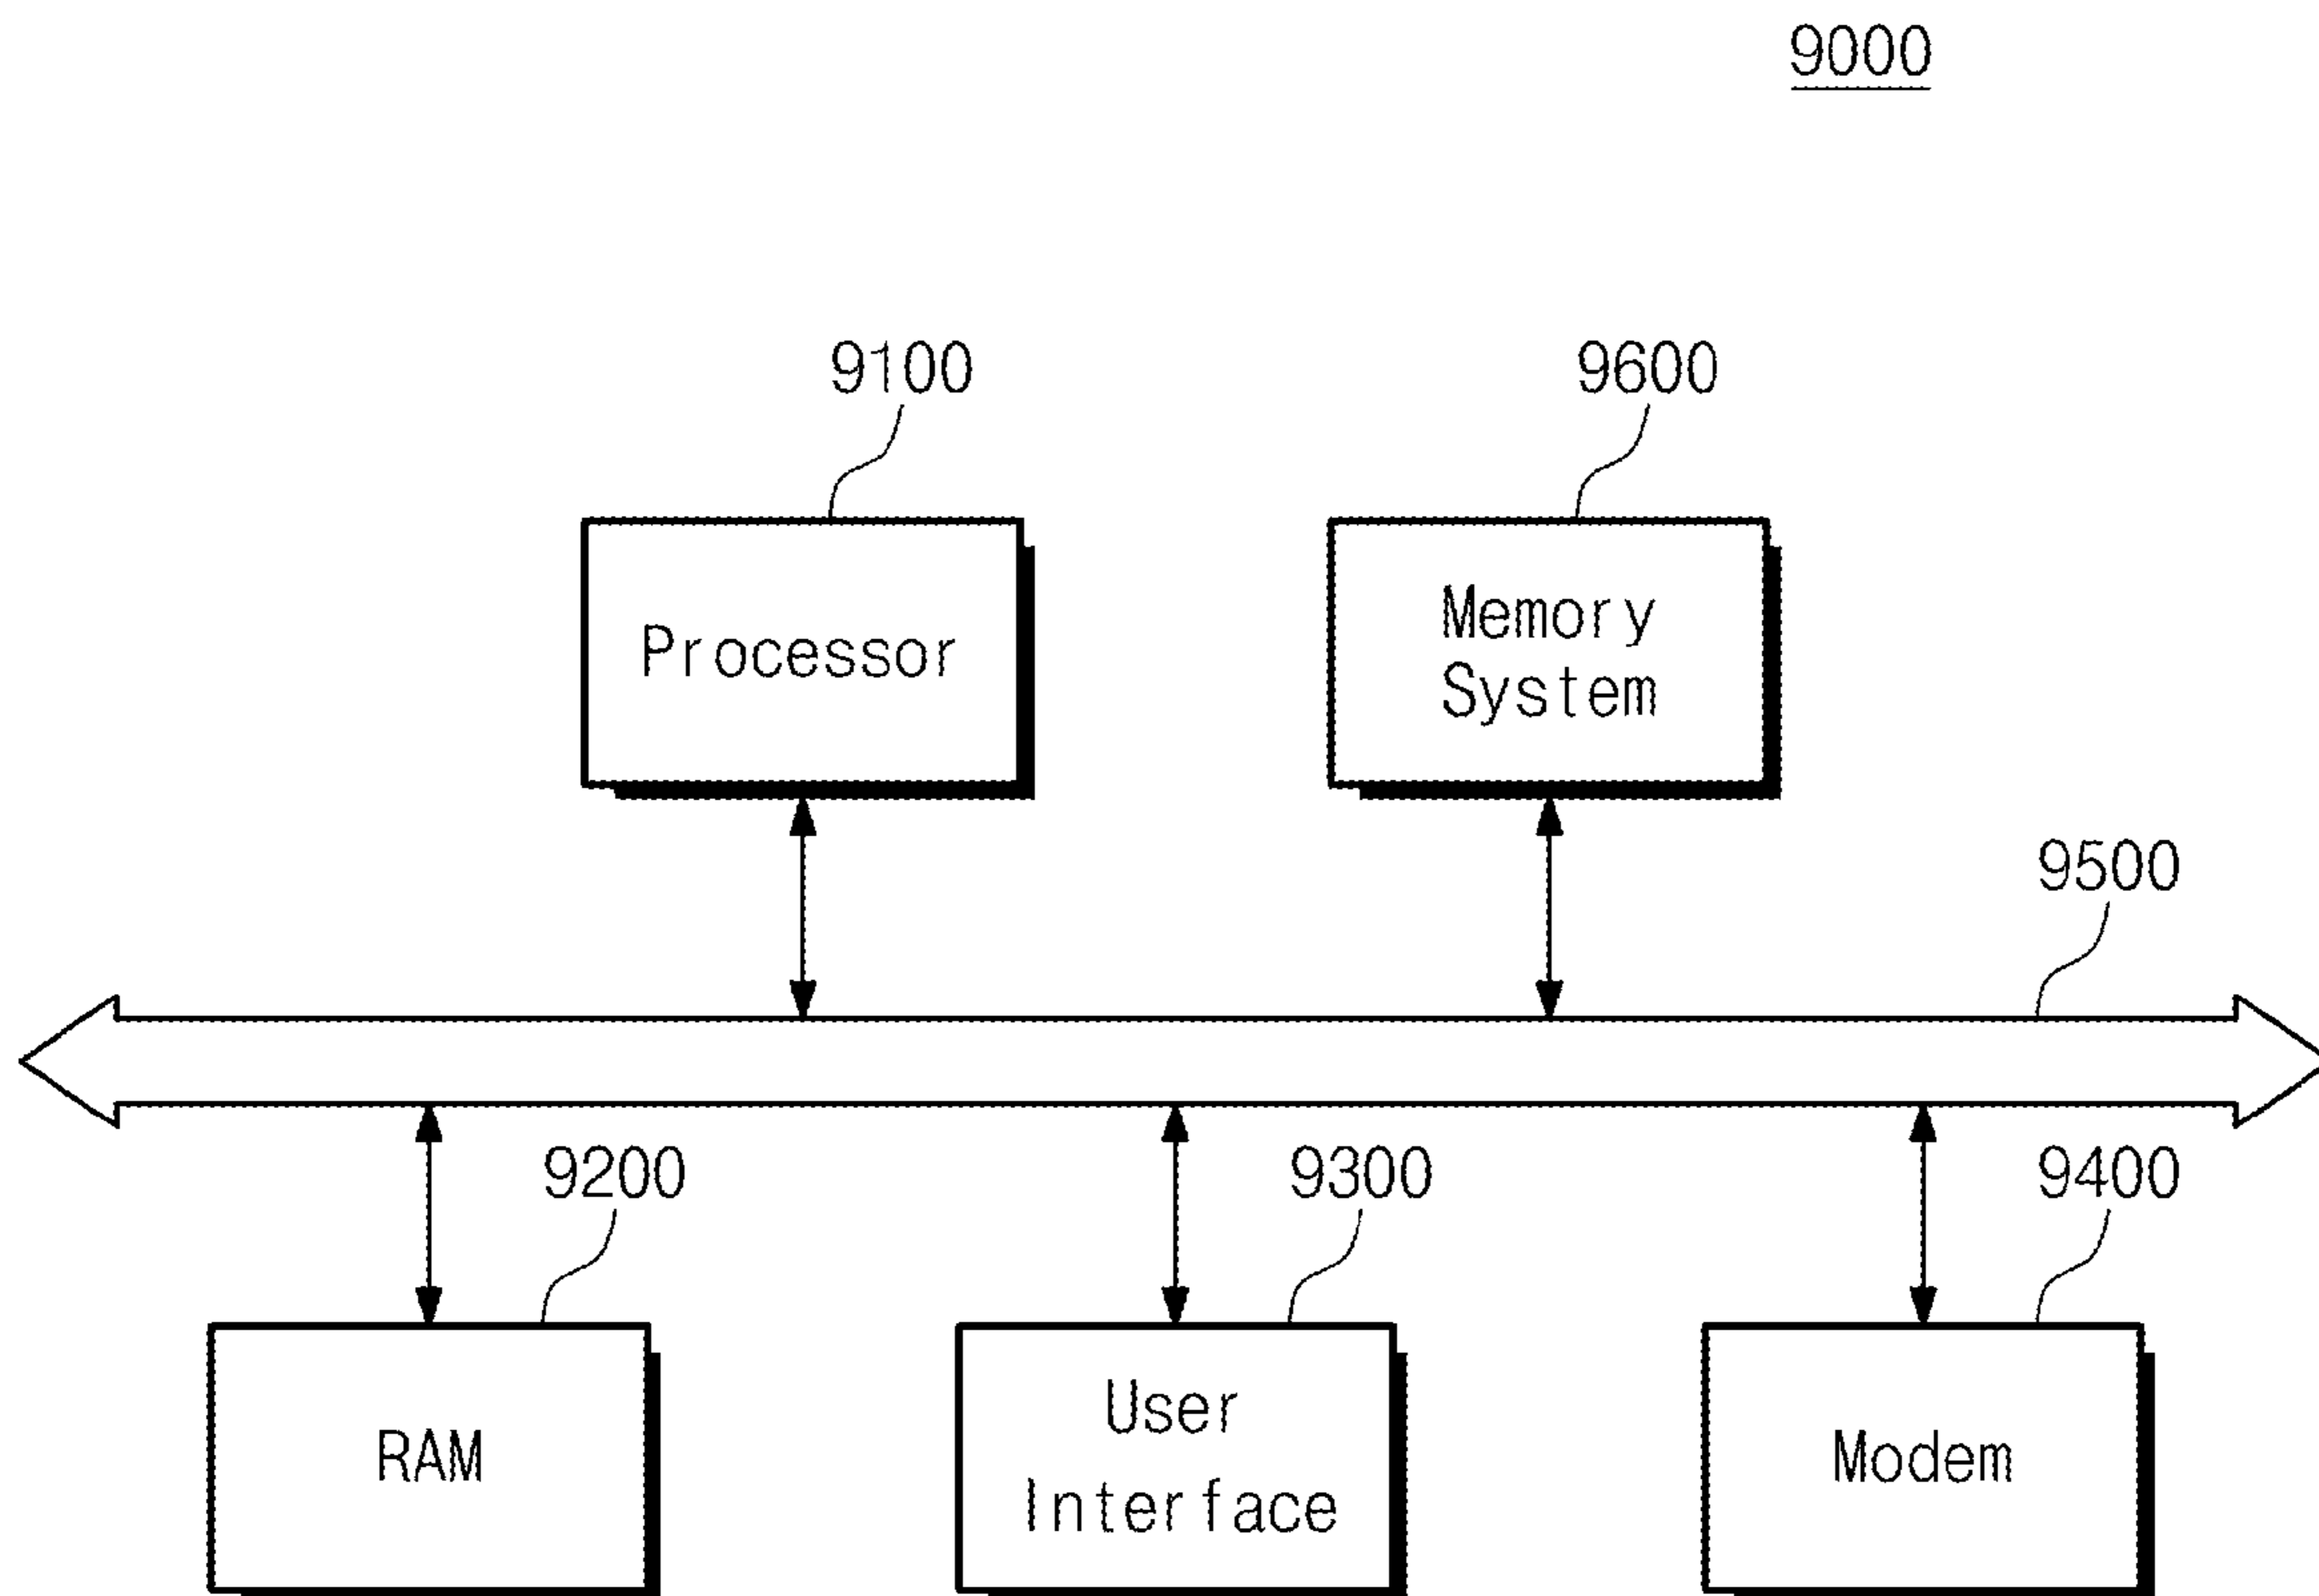 9000
9100
9600
Processor
Memory
System
9500
9200
9300
9400
RAM
User
Interface
Modem